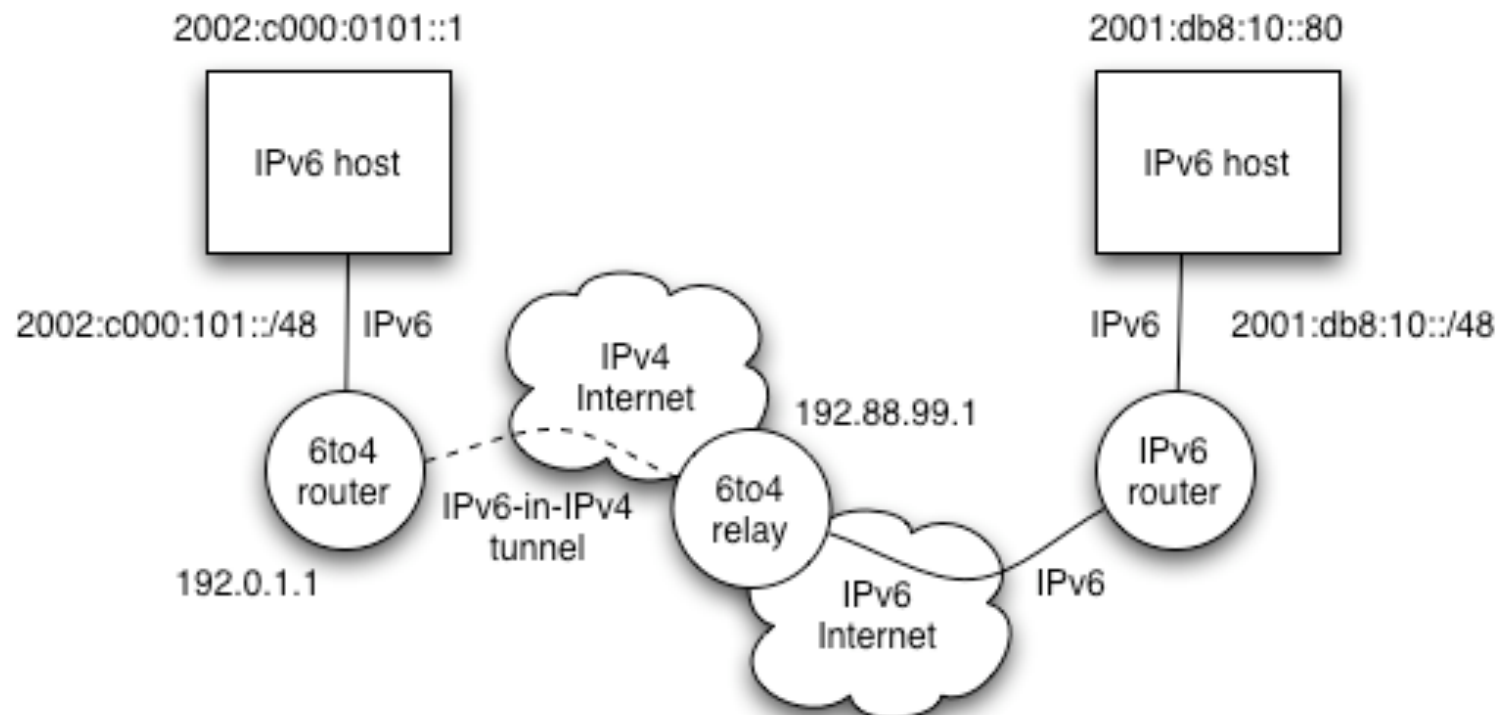 2002:c000:0101::1
2001:db8:10::80
IPv6 host
IPv6 host
2002:c000:101::/48
IPv6
IPv6
2001:db8:10::/48
IPv4
Internet
192.88.99.1
6to4
router
IPv6-in-IPv4
tunnel
6to4
relay
IPv6
router
192.0.1.1
IPv6
Internet
IPv6